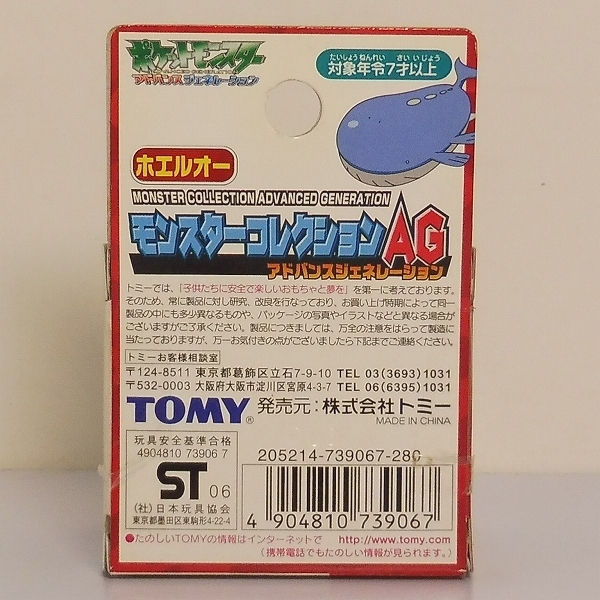 ポケットモンスター
アドバンスジェネレーション
たいしょうねんれい さい いじょう
対象年令7才以上
ホエルオー
MONSTER COLLECTION ADVANCED GENERATION
モンスターコレクションAG
アドバンスジェネレーション
トミーでは、「子供たちに安全で楽しいおもちゃと夢を」を第一に考えております。
そのため、常に製品に対し研究、改良を行なっており、お買い上げ時期によって同一
製品の中にも多少異なるものや、パッケージの写真やイラストなどと異なる場合が
ございますがご了承ください。製品につきましては、万全の注意をはらって製造に
当たっておりますが、万一お気付きの点がございましたら下記までご連絡ください。
トミーお客様相談室
〒124-8511 東京都葛飾区立石7-9-10 TEL 03(3693)1031
〒532-0003 大阪府大阪市淀川区宮原4-3-7 TEL 06(6395)1031
TOMY® 発売元:株式会社トミー
MADE IN CHINA
玩具安全基準合格
4904810 73906 7
ST 06
(社)日本玩具協会
東京都墨田区東駒形4-22-4
205214-739067-280
4 904810 739067
●たのしいTOMYの情報はインターネットで http://www.tomy.com
(携帯電話でもたのしい情報が見られます。)